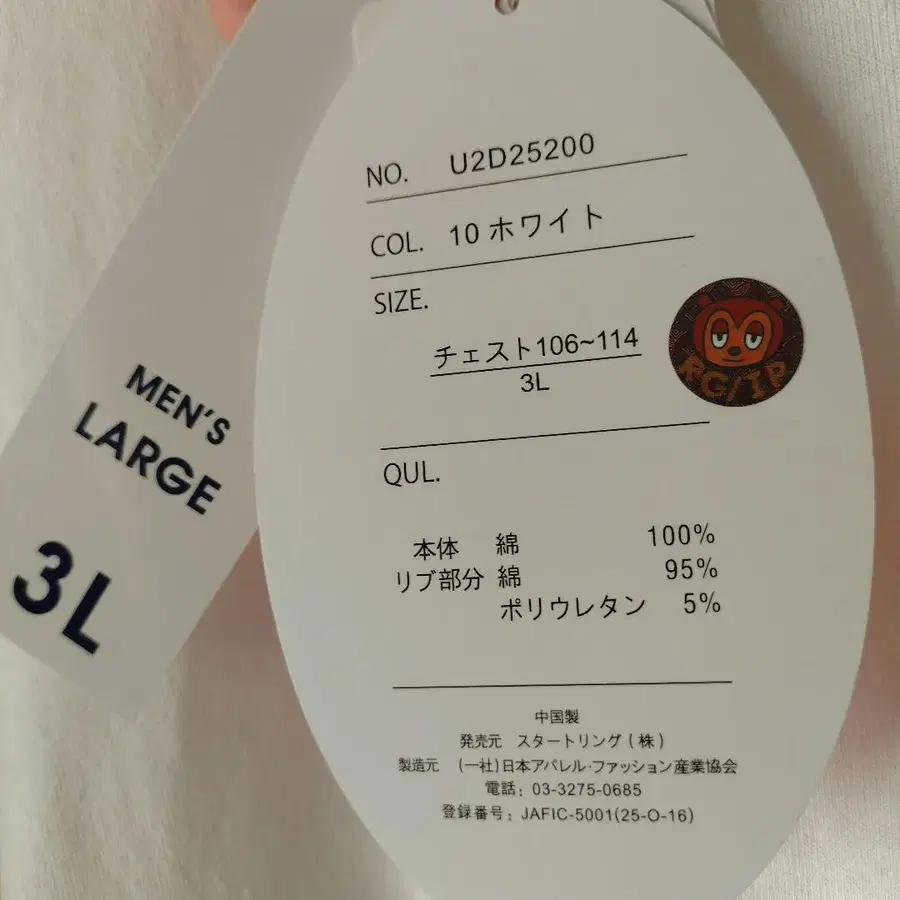 MEN'S
LARGE
3L
NO. U2D25200
COL. 10 ホワイト
SIZE.
チェスト106~114
3L
RG/IP
QUL.
本体 綿 100%
リブ部分 綿 95%
ポリウレタン 5%
中国製
発売元 スタートリング(株)
製造元 (一社)日本アパレル·ファッション産業協会
電話: 03-3275-0685
登録番号: JAFIC-5001(25-O-16)